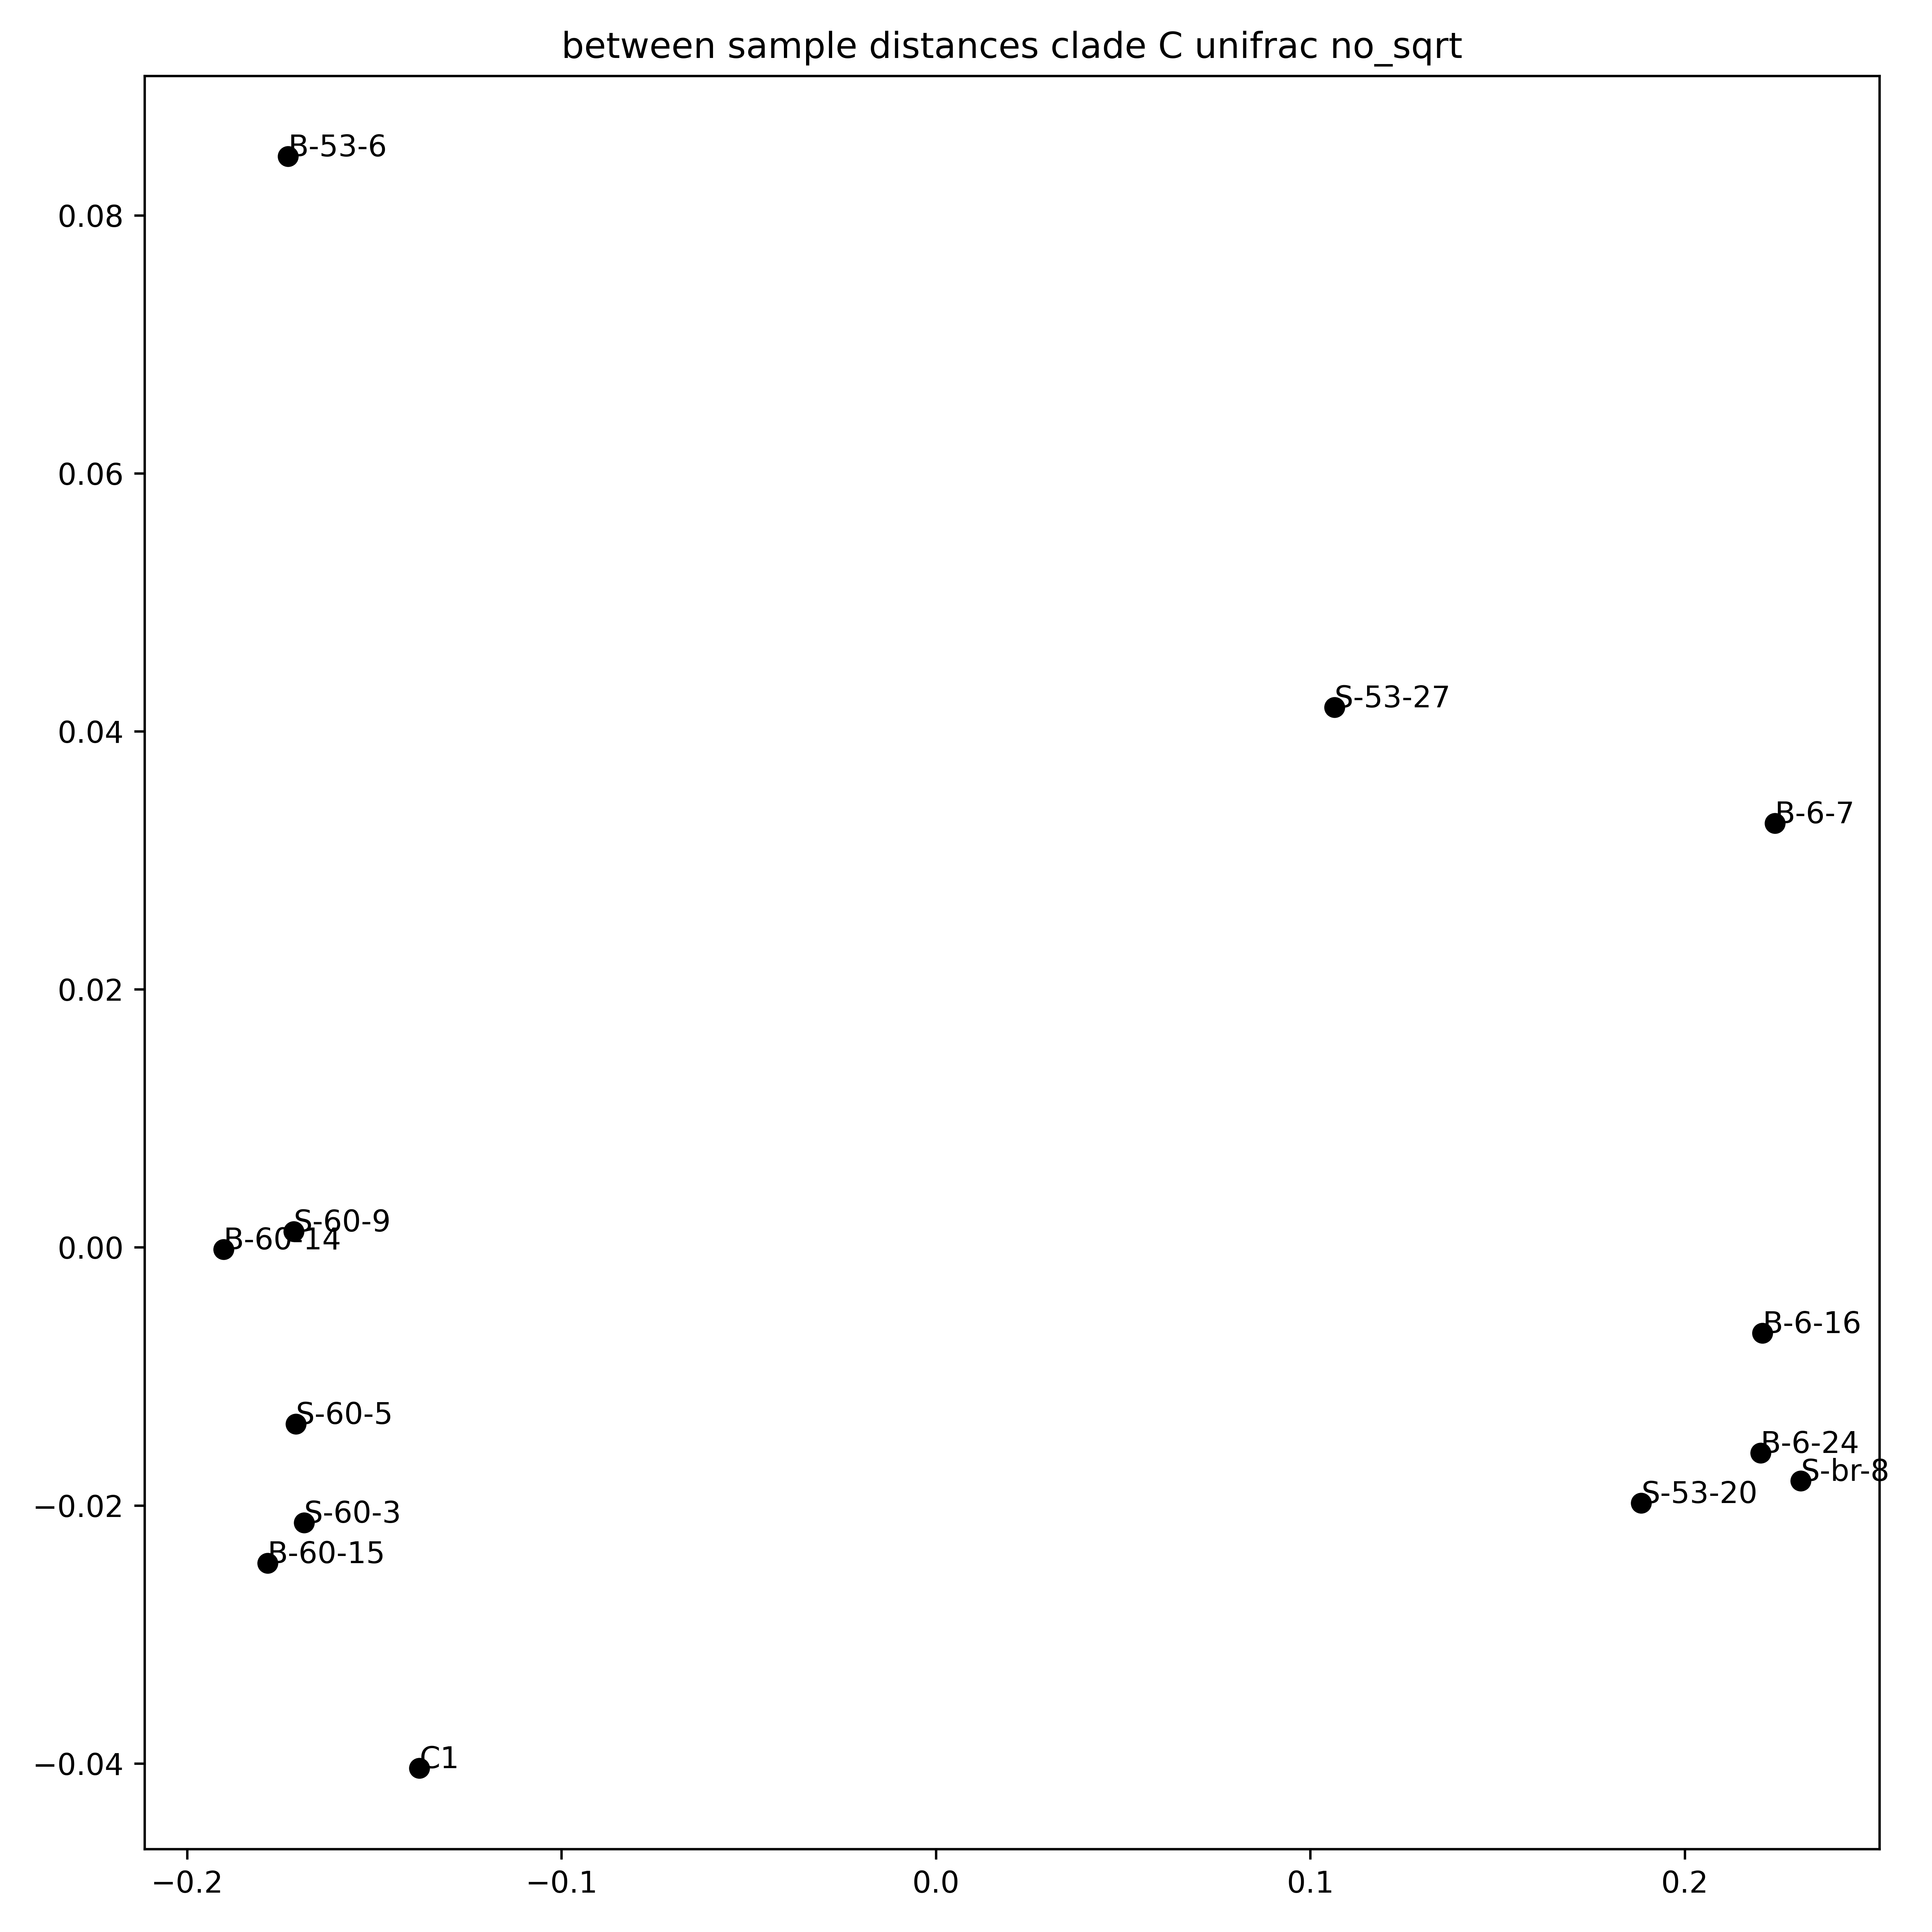 between sample distances clade C unifrac no_sqrt
B-53-6
0.08
0.06
S-53-27
0.04
B-6-7
0.02
S-60-9
B-60-14
0.00
B-6-16
S-60-5
B-6-24
S-br-8
S-53-20
−0.02
S-60-3
B-60-15
C1
−0.04
−0.2 −0.1 0.0 0.1 0.2